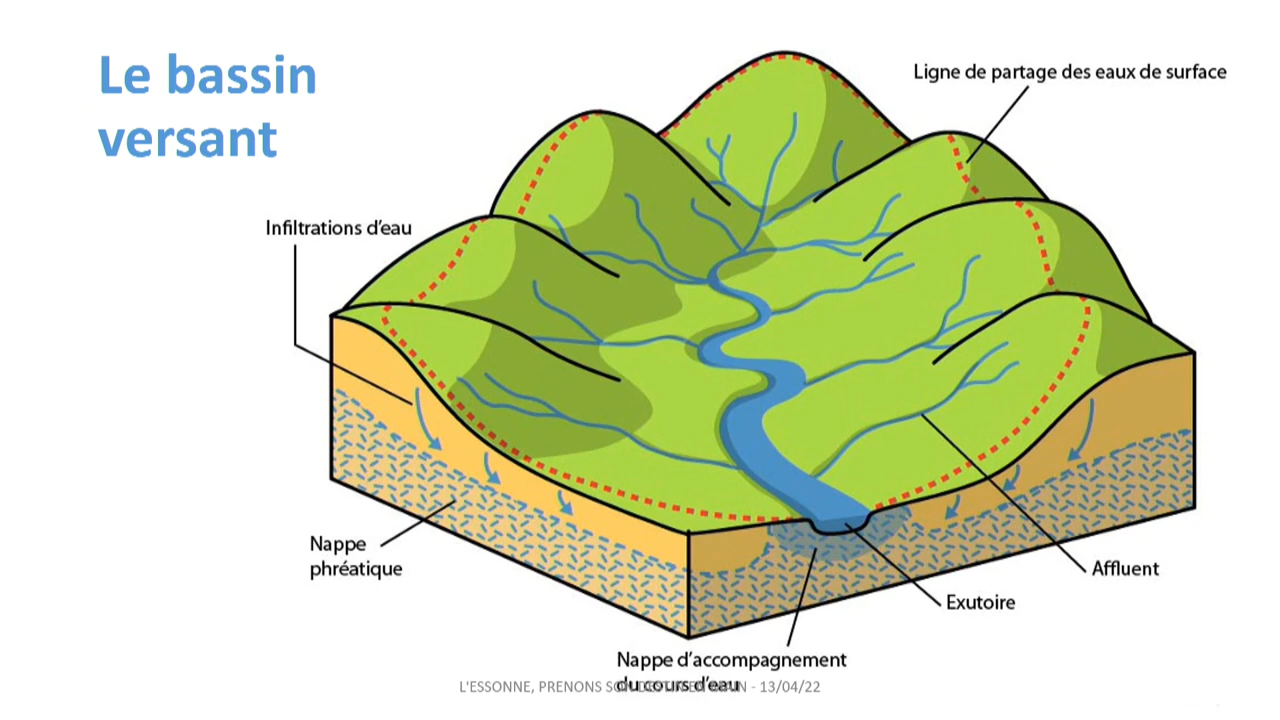 Le bassin
versant
Ligne de partage des eaux de surface
Infiltrations d'eau
Nappe
phréatique
Affluent
Exutoire
Nappe d'accompagnement
du cours d'eau
L'ESSONNE, PRENONS - 13/04/22